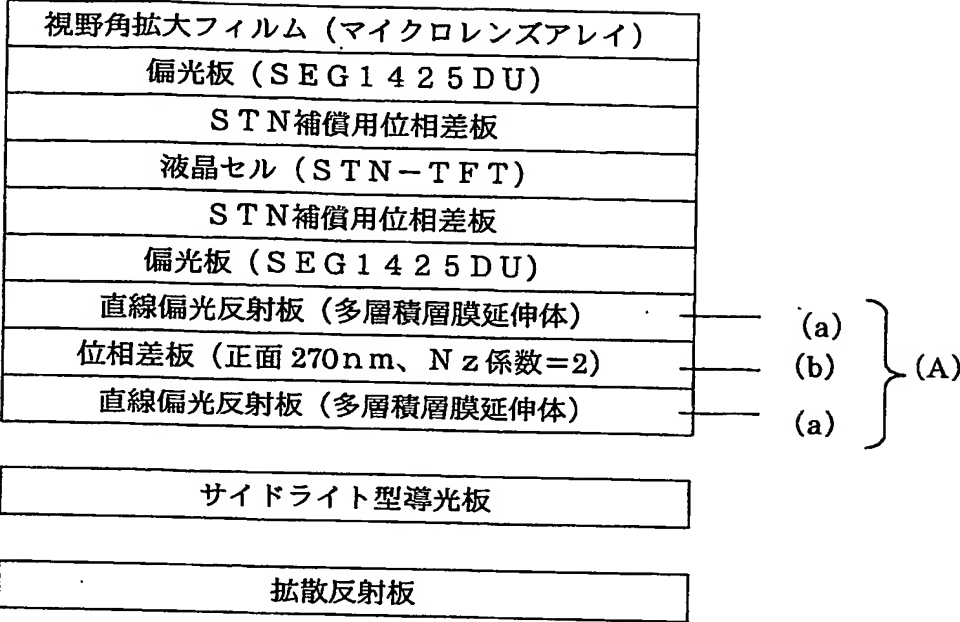 視野角拡大フィルム (マイクロレンズアレイ)
偏光板 (SEG1425DU)
STN補償用位相差板
液晶セル (STN－TFT)
STN補償用位相差板
偏光板 (SEG1425DU)
直線偏光反射板 (多層積層膜延伸体) (a)
位相差板 (正面270nm、Nz係数=2) (b) (A)
直線偏光反射板 (多層積層膜延伸体) (a)
サイドライト型導光板
拡散反射板